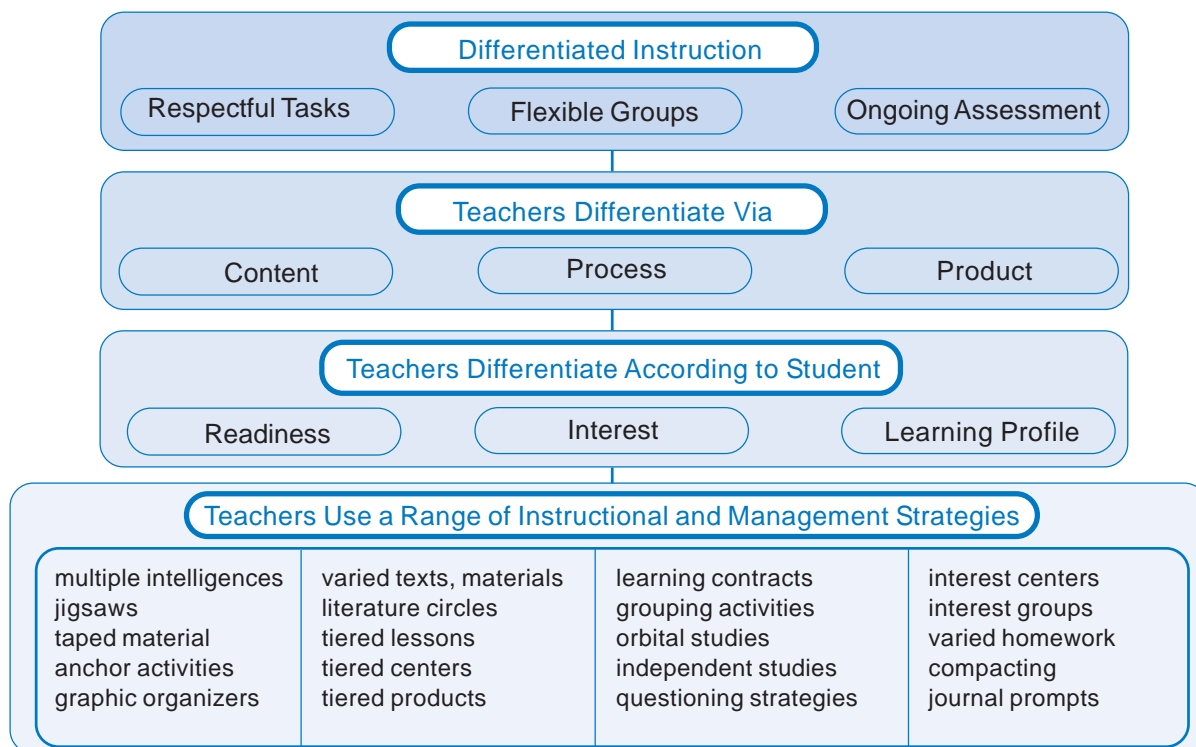 Differentiated Instruction
Respectful Tasks
Flexible Groups
Ongoing Assessment
Teachers Differentiate Via
Content
Process
Product
Teachers Differentiate According to Student
Readiness
Interest
Learning Profile
Teachers Use a Range of Instructional and Management Strategies
multiple intelligences
jigsaws
taped material
anchor activities
graphic organizers
varied texts, materials
literature circles
tiered lessons
tiered centers
tiered products
learning contracts
grouping activities
orbital studies
independent studies
questioning strategies
interest centers
interest groups
varied homework
compacting
journal prompts